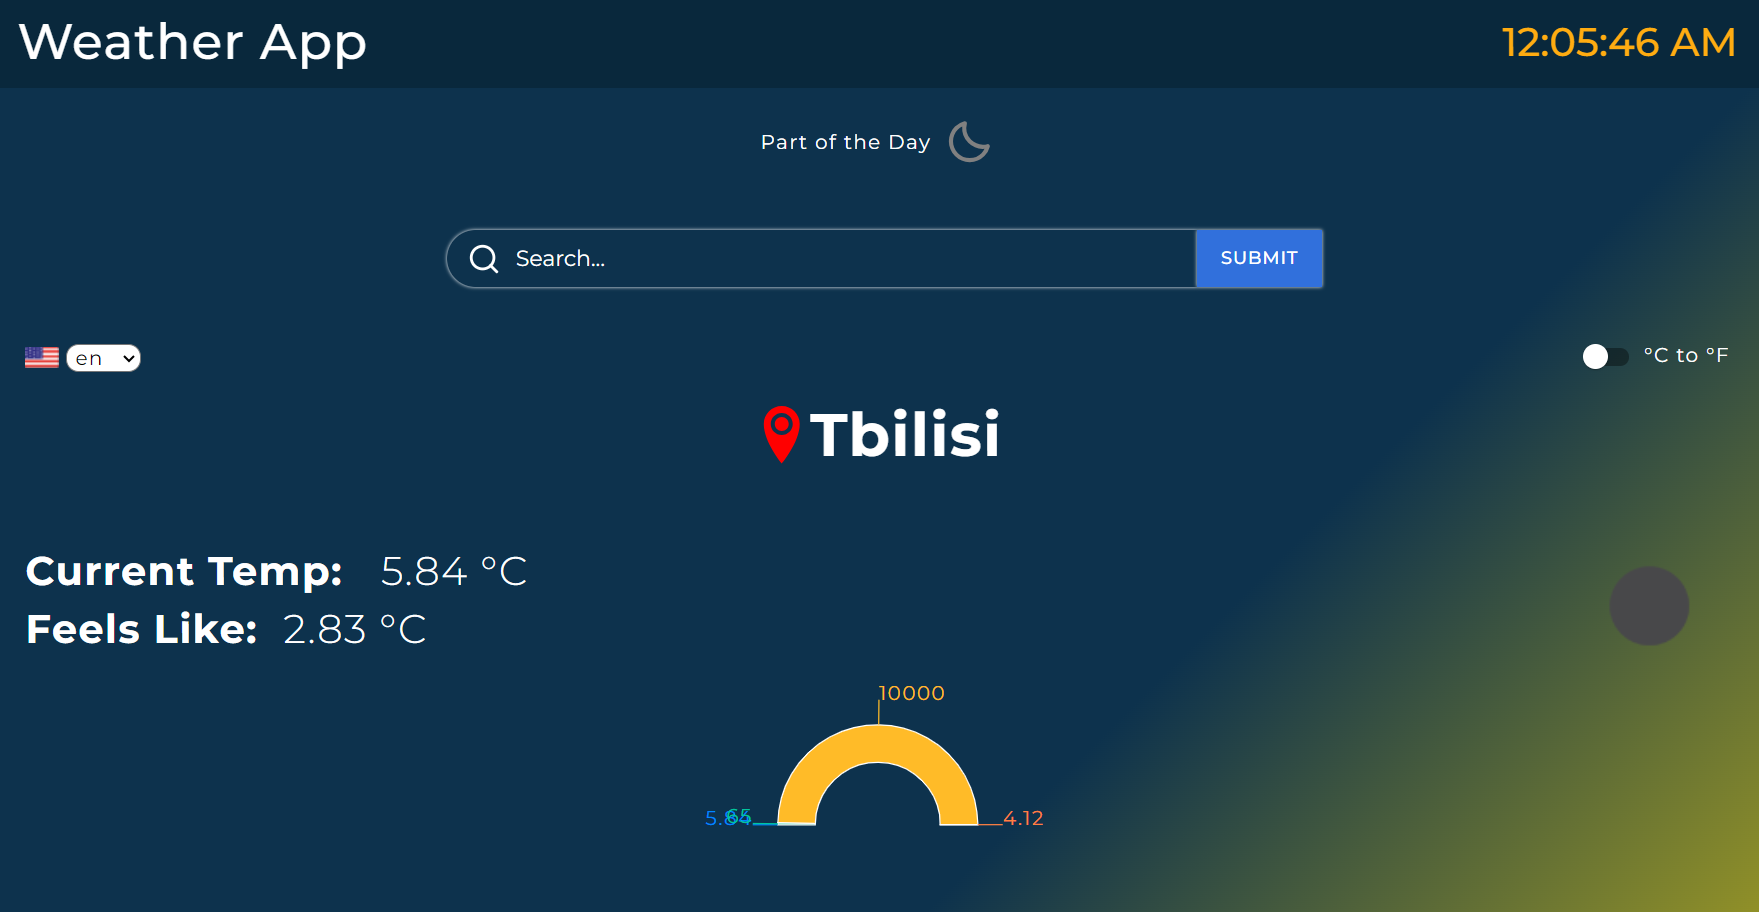 Weather App
12:05:46 AM
Part of the Day
Search...
SUBMIT
en
°C to °F
Tbilisi
Current Temp: 5.84 °C
Feels Like: 2.83 °C
10000
5.84
65
4.12